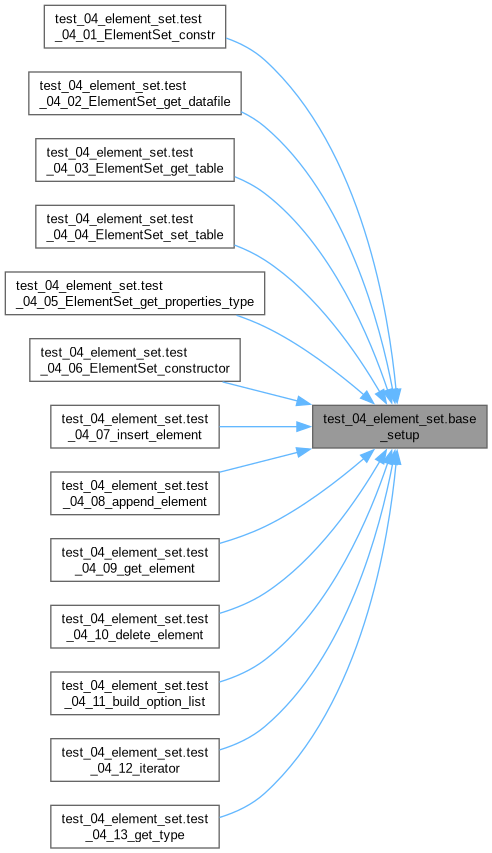 test_04_element_set.test
_04_01_ElementSet_constr
test_04_element_set.test
_04_02_ElementSet_get_datafile
test_04_element_set.test
_04_03_ElementSet_get_table
test_04_element_set.test
_04_04_ElementSet_set_table
test_04_element_set.test
_04_05_ElementSet_get_properties_type
test_04_element_set.test
_04_06_ElementSet_constructor
test_04_element_set.test
_04_07_insert_element
test_04_element_set.base
_setup
test_04_element_set.test
_04_08_append_element
test_04_element_set.test
_04_09_get_element
test_04_element_set.test
_04_10_delete_element
test_04_element_set.test
_04_11_build_option_list
test_04_element_set.test
_04_12_iterator
test_04_element_set.test
_04_13_get_type